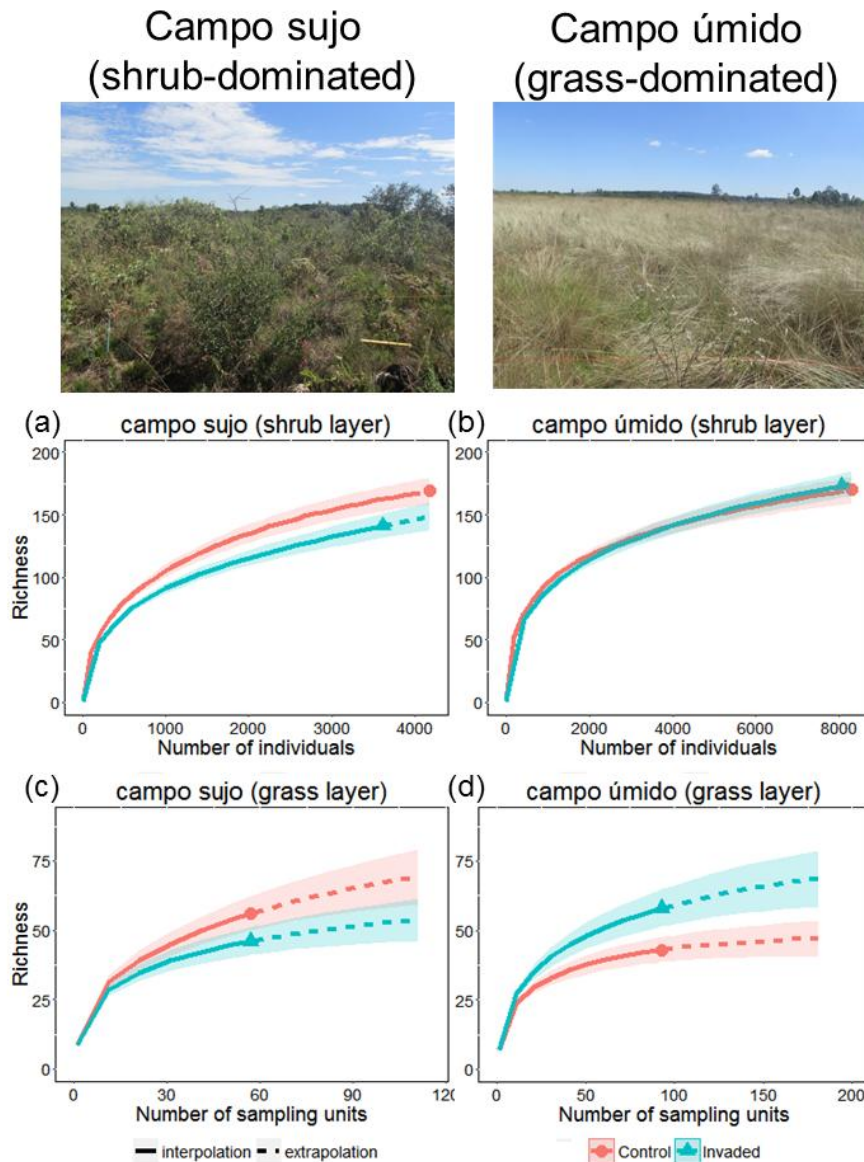 Campo sujo
(shrub-dominated)
Campo úmido
(grass-dominated)
(a)
campo sujo (shrub layer)
200
150
100
50
0
Richness
0 1000 2000 3000 4000
Number of individuals
(b)
campo úmido (shrub layer)
200
150
100
50
0
0 2000 4000 6000 8000
Number of individuals
(c)
campo sujo (grass layer)
75
50
25
0
Richness
0 30 60 90 120
Number of sampling units
(d)
campo úmido (grass layer)
75
50
25
0
0 50 100 150 200
Number of sampling units
interpolation extrapolation
Control Invaded